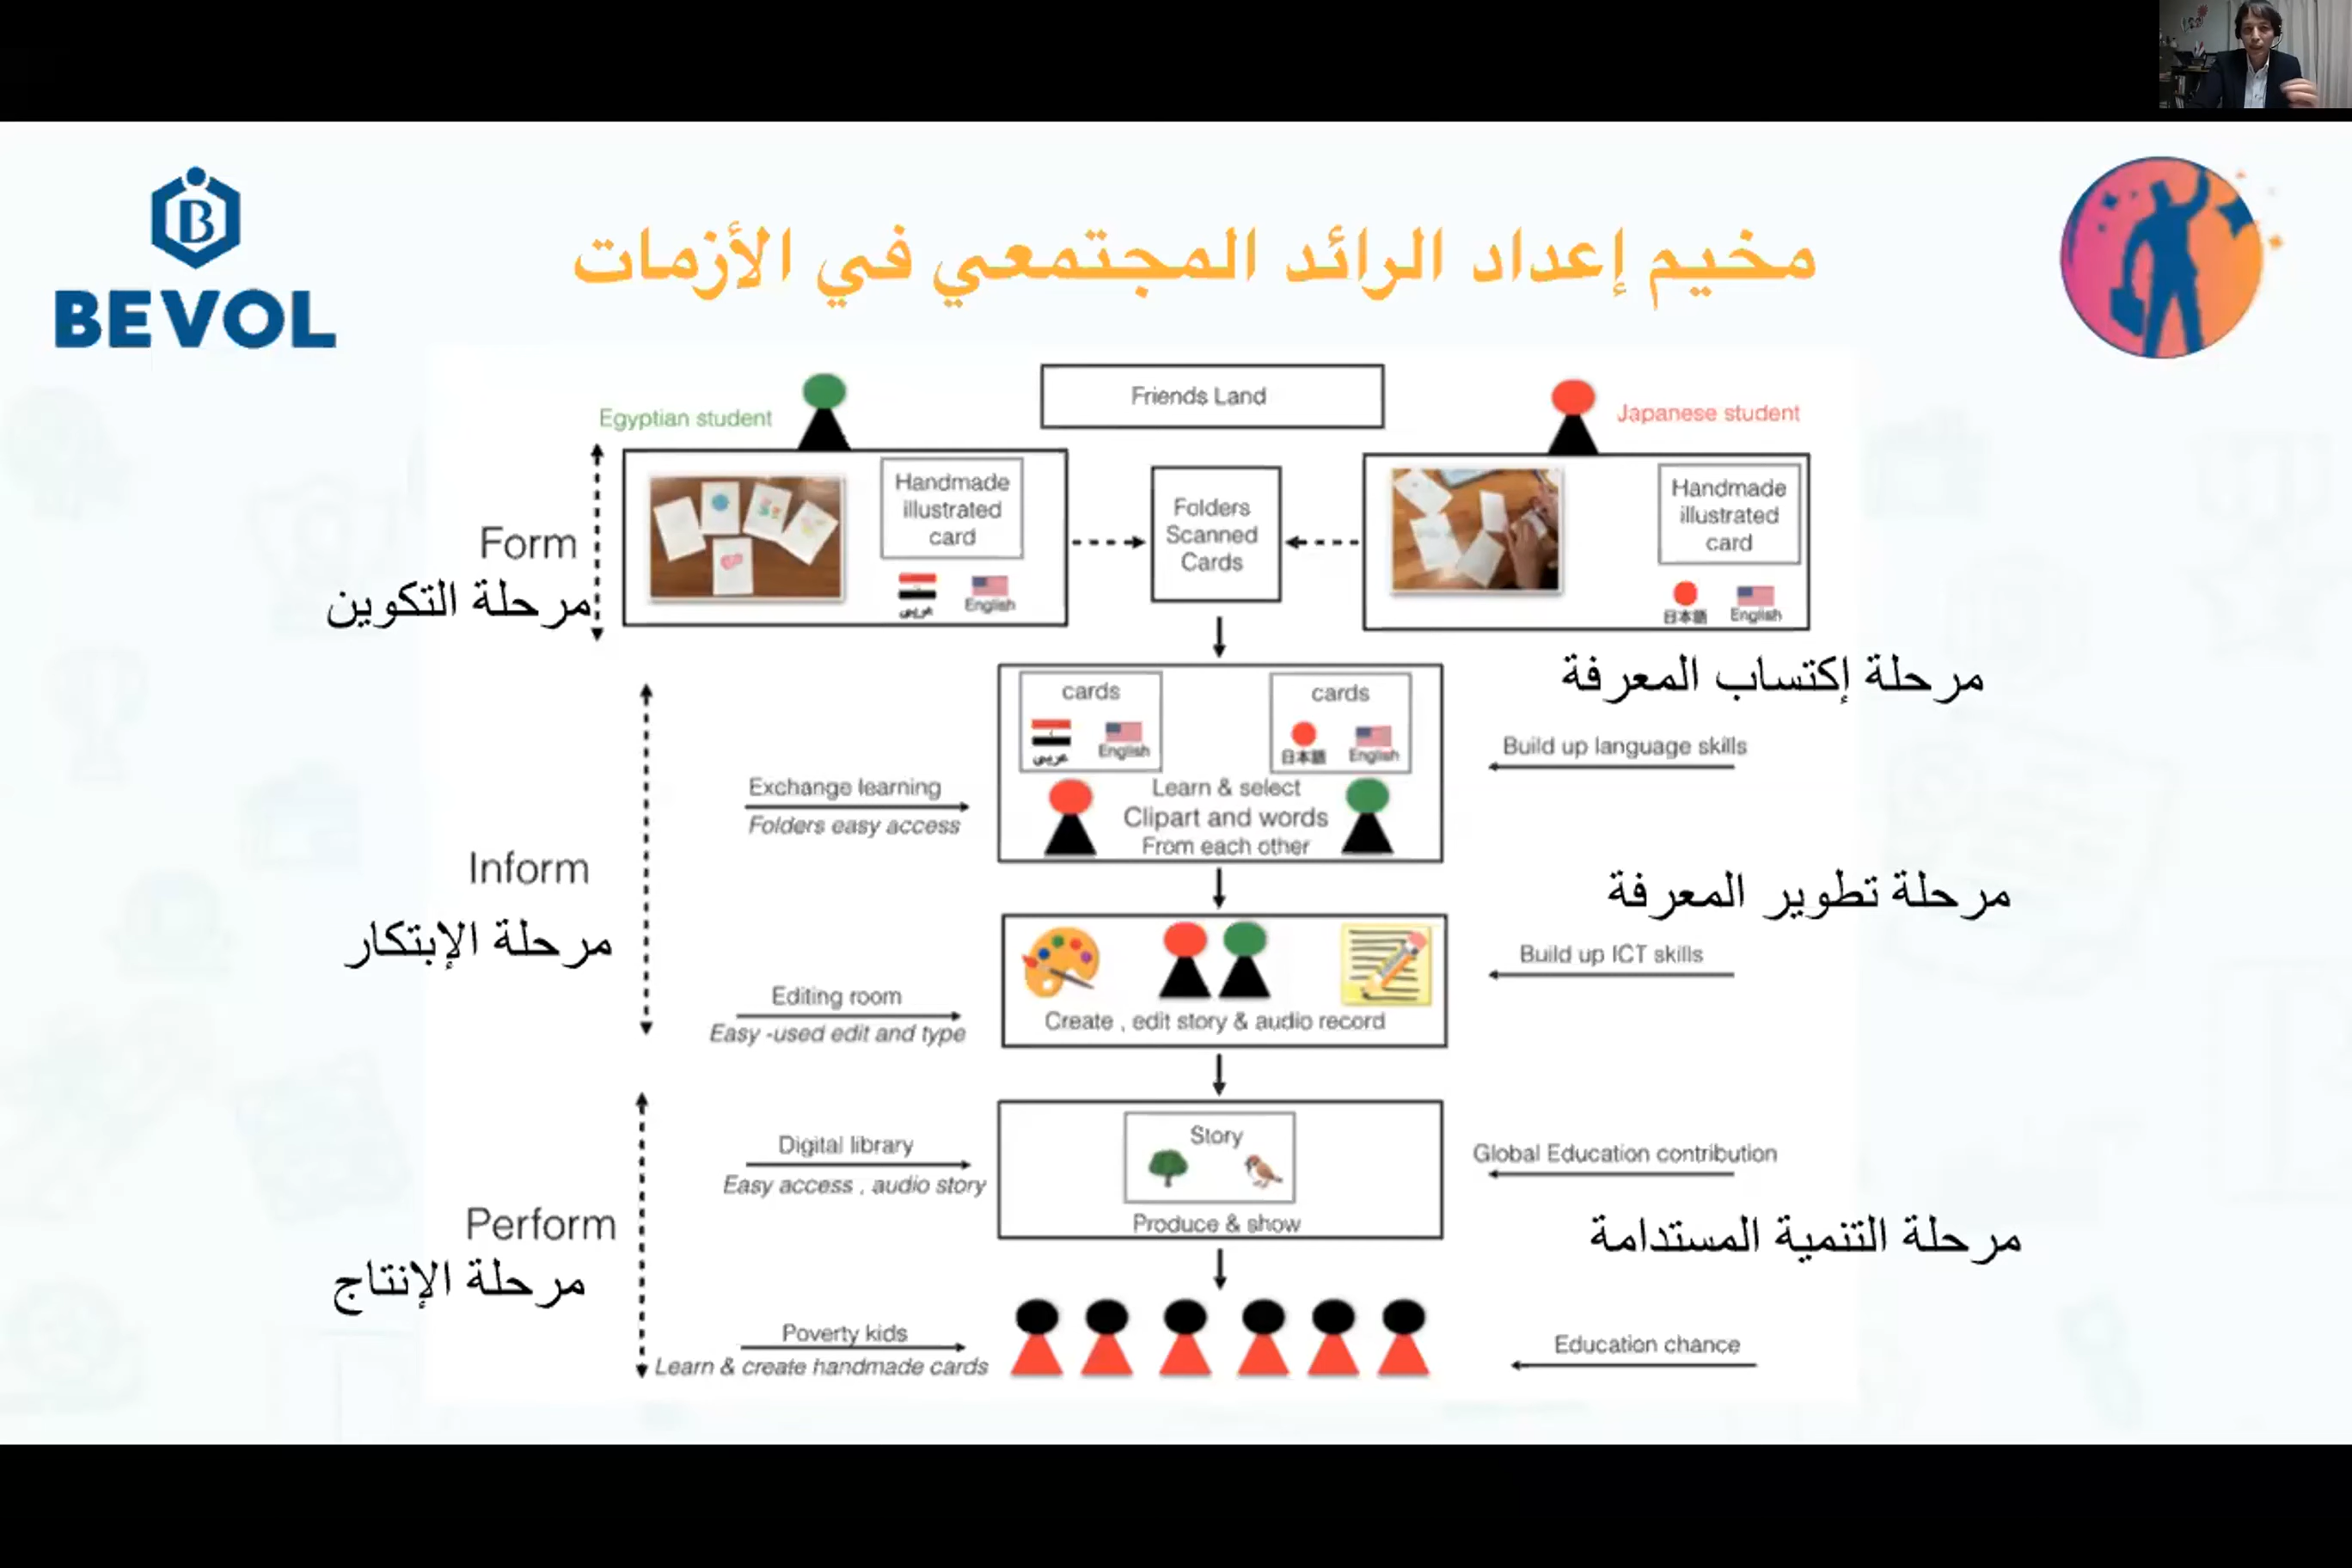 BEVOL
مخيم إعداد الرائد المجتمعي في الأزمات
Friends Land
Egyptian student
Japanese student
Form
مرحلة التكوين
Handmade
illustrated
card
عربي
English
Folders
Scanned
Cards
Handmade
illustrated
card
日本語
English
مرحلة إكتساب المعرفة
cards
عربي
English
cards
日本語
English
Learn & select
Clipart and words
From each other
Exchange learning
Folders easy access
Build up language skills
Inform
مرحلة الإبتكار
مرحلة تطوير المعرفة
Build up ICT skills
Editing room
Easy -used edit and type
Create , edit story & audio record
Digital library
Easy access , audio story
Story
Produce & show
Global Education contribution
Perform
مرحلة الإنتاج
مرحلة التنمية المستدامة
Poverty kids
Learn & create handmade cards
Education chance